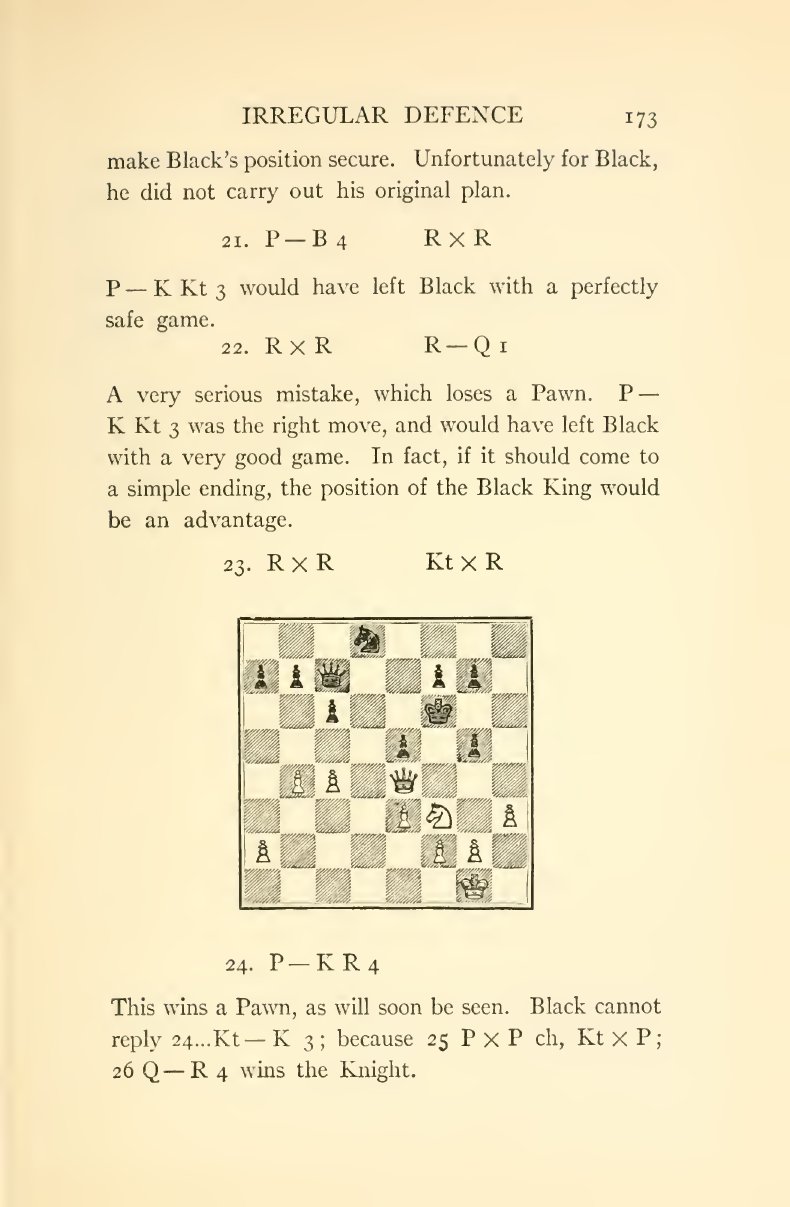 IRREGULAR DEFENCE 173
make Black's position secure. Unfortunately for Black,
he did not carry out his original plan.
21. P — B 4 R × R
P — K Kt 3 would have left Black with a perfectly
safe game.
22. R × R R — Q 1
A very serious mistake, which loses a Pawn. P —
K Kt 3 was the right move, and would have left Black
with a very good game. In fact, if it should come to
a simple ending, the position of the Black King would
be an advantage.
23. R × R Kt × R
24. P — K R 4
This wins a Pawn, as will soon be seen. Black cannot
reply 24...Kt — K 3; because 25 P × P ch, Kt × P;
26 Q — R 4 wins the Knight.